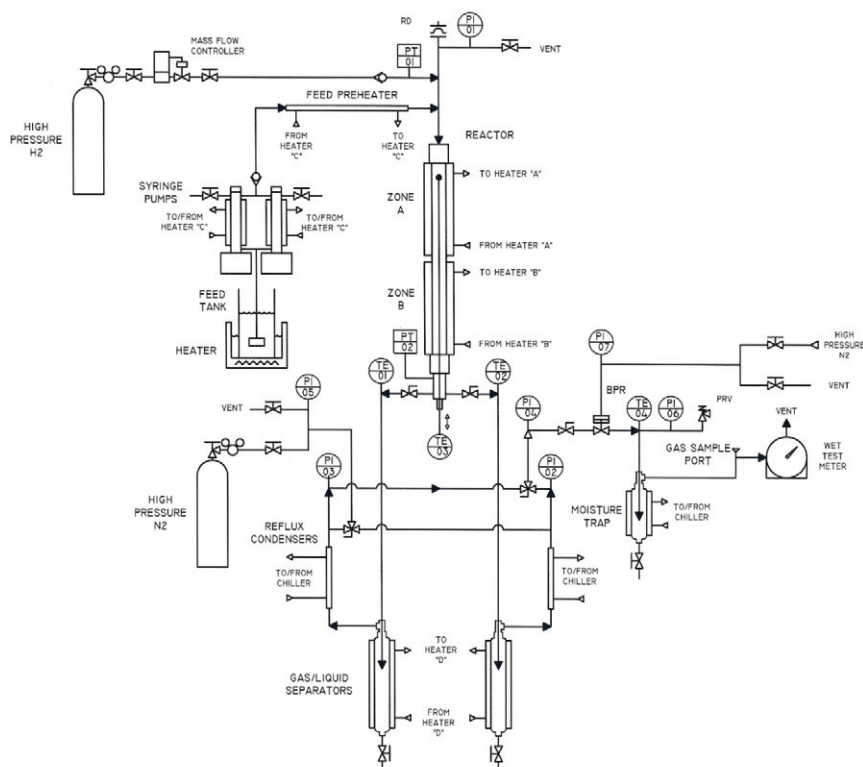 RD
PI
01
VENT
MASS FLOW
CONTROLLER
PT
01
FEED PREHEATER
HIGH
PRESSURE
H2
FROM
HEATER
"C"
TO
HEATER
"C"
REACTOR
TO HEATER "A"
SYRINGE
PUMPS
ZONE
A
TO/FROM
HEATER "C"
TO/FROM
HEATER "C"
FROM HEATER "A"
TO HEATER "B"
FEED
TANK
ZONE
B
HEATER
PT
02
FROM HEATER "B"
PI
07
HIGH
PRESSURE
N2
TE
01
TE
02
VENT
PI
05
BPR
PRV
VENT
PI
04
TE
04
PI
06
VENT
TE
03
GAS SAMPLE
PORT
WET
TEST
METER
PI
03
PI
02
HIGH
PRESSURE
N2
MOISTURE
TRAP
TO/FROM
CHILLER
REFLUX
CONDENSERS
TO/FROM
CHILLER
TO/FROM
CHILLER
TO
HEATER
"D"
GAS/LIQUID
SEPARATORS
FROM
HEATER
"D"